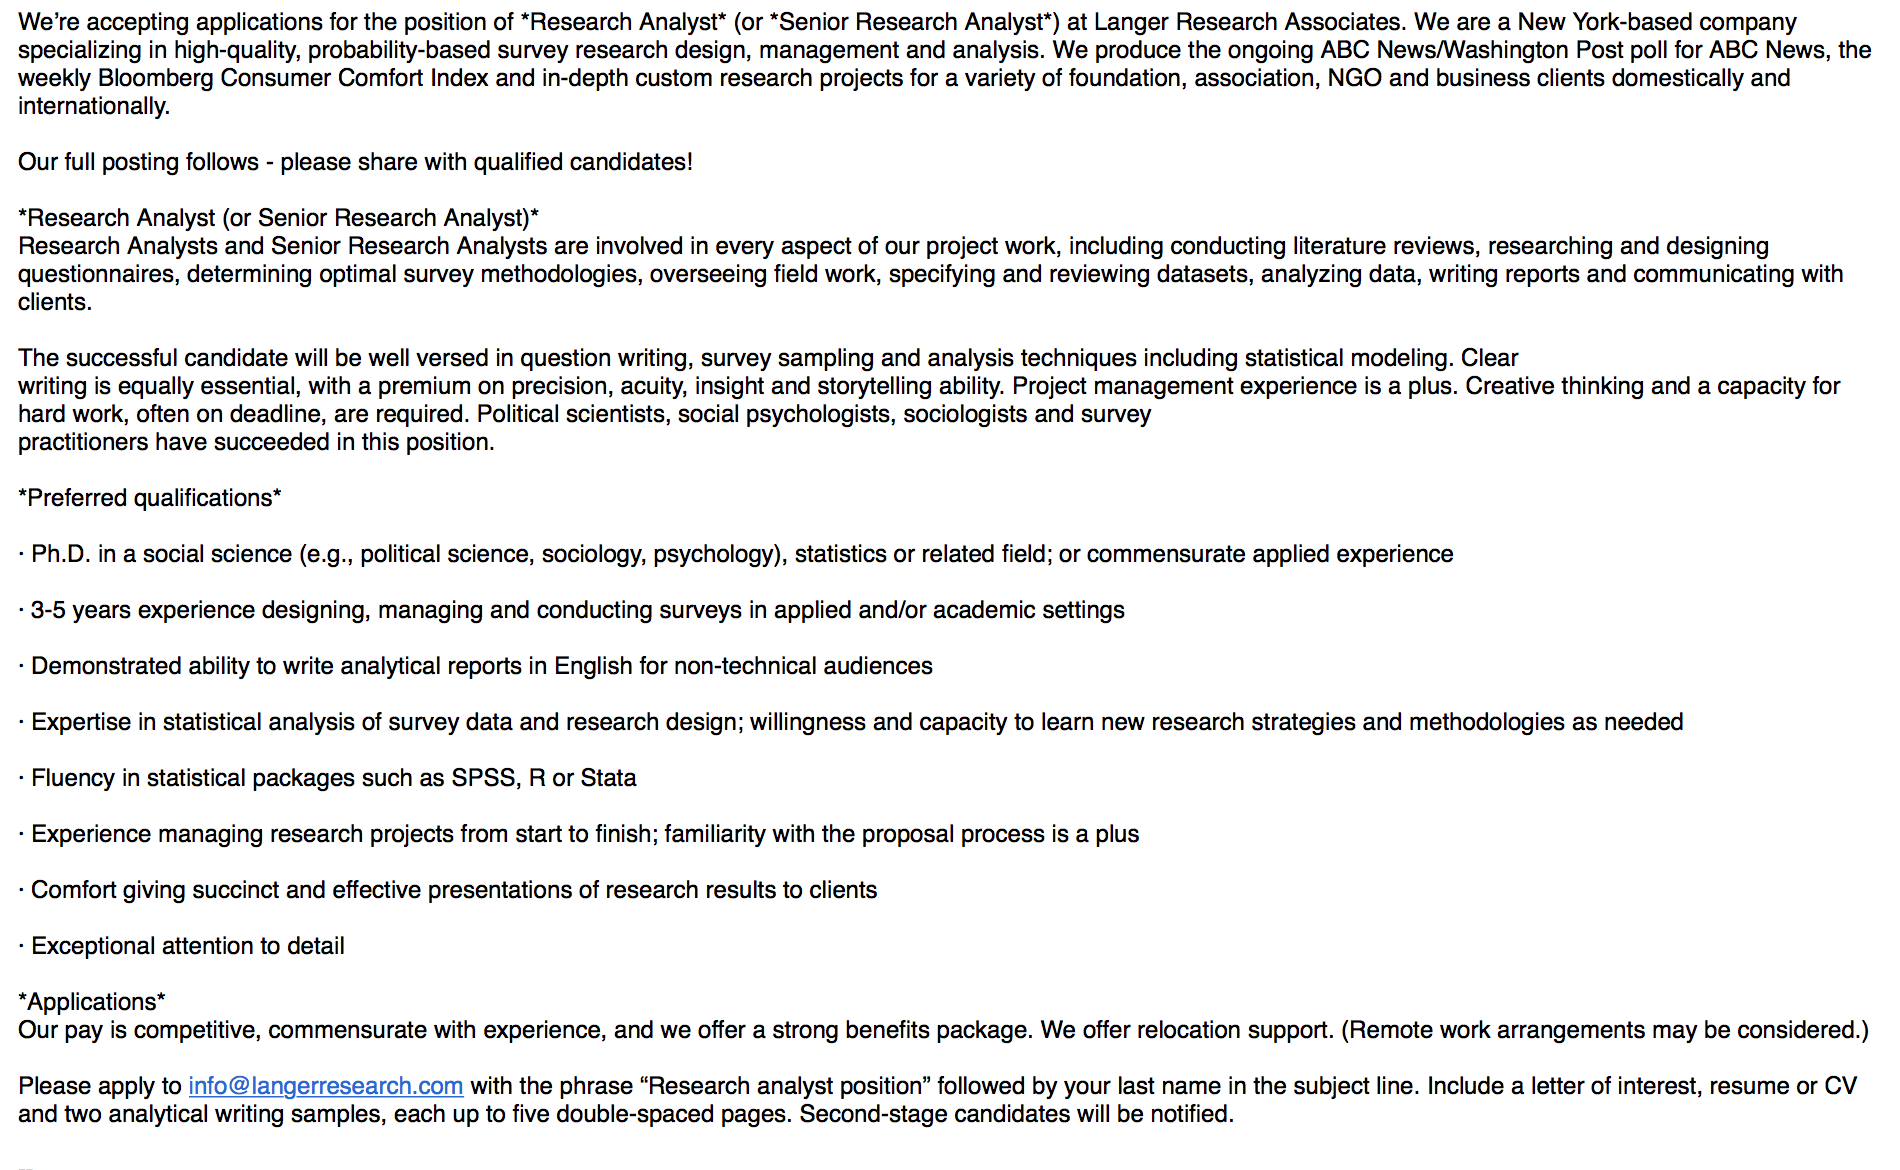 We’re accepting applications for the position of *Research Analyst* (or *Senior Research Analyst*) at Langer Research Associates. We are a New York-based company
specializing in high-quality, probability-based survey research design, management and analysis. We produce the ongoing ABC News/Washington Post poll for ABC News, the
weekly Bloomberg Consumer Comfort Index and in-depth custom research projects for a variety of foundation, association, NGO and business clients domestically and
internationally.
Our full posting follows - please share with qualified candidates!
*Research Analyst (or Senior Research Analyst)*
Research Analysts and Senior Research Analysts are involved in every aspect of our project work, including conducting literature reviews, researching and designing
questionnaires, determining optimal survey methodologies, overseeing field work, specifying and reviewing datasets, analyzing data, writing reports and communicating with
clients.
The successful candidate will be well versed in question writing, survey sampling and analysis techniques including statistical modeling. Clear
writing is equally essential, with a premium on precision, acuity, insight and storytelling ability. Project management experience is a plus. Creative thinking and a capacity for
hard work, often on deadline, are required. Political scientists, social psychologists, sociologists and survey
practitioners have succeeded in this position.
*Preferred qualifications*
· Ph.D. in a social science (e.g., political science, sociology, psychology), statistics or related field; or commensurate applied experience
· 3-5 years experience designing, managing and conducting surveys in applied and/or academic settings
· Demonstrated ability to write analytical reports in English for non-technical audiences
· Expertise in statistical analysis of survey data and research design; willingness and capacity to learn new research strategies and methodologies as needed
· Fluency in statistical packages such as SPSS, R or Stata
· Experience managing research projects from start to finish; familiarity with the proposal process is a plus
· Comfort giving succinct and effective presentations of research results to clients
· Exceptional attention to detail
*Applications*
Our pay is competitive, commensurate with experience, and we offer a strong benefits package. We offer relocation support. (Remote work arrangements may be considered.)
Please apply to info@langerresearch.com with the phrase “Research analyst position” followed by your last name in the subject line. Include a letter of interest, resume or CV
and two analytical writing samples, each up to five double-spaced pages. Second-stage candidates will be notified.